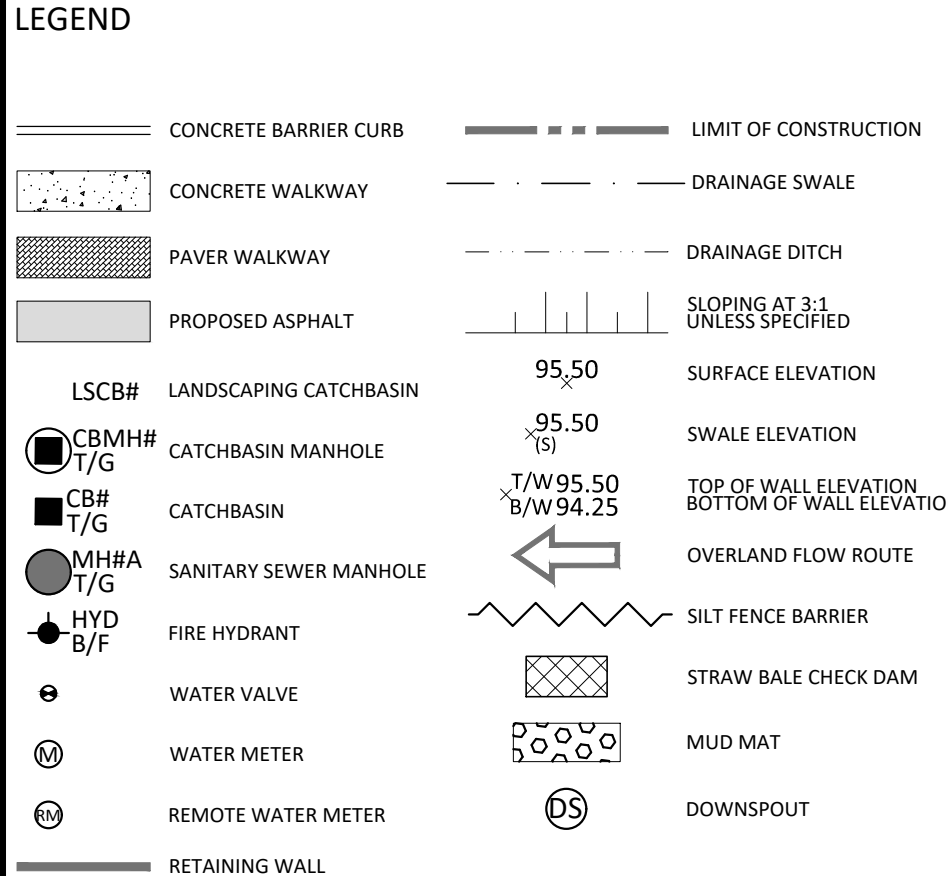 LEGEND
CONCRETE BARRIER CURB
CONCRETE WALKWAY
PAVER WALKWAY
PROPOSED ASPHALT
LSCB#
LANDSCAPING CATCHBASIN
CBMH#
T/G
CATCHBASIN MANHOLE
CB#
T/G
CATCHBASIN
MH#A
T/G
SANITARY SEWER MANHOLE
HYD
B/F
FIRE HYDRANT
WATER VALVE
M
WATER METER
RM
REMOTE WATER METER
RETAINING WALL
LIMIT OF CONSTRUCTION
DRAINAGE SWALE
DRAINAGE DITCH
SLOPING AT 3:1
UNLESS SPECIFIED
95.50
SURFACE ELEVATION
95.50
(S)
SWALE ELEVATION
T/W 95.50
B/W 94.25
TOP OF WALL ELEVATION
BOTTOM OF WALL ELEVATIO
OVERLAND FLOW ROUTE
SILT FENCE BARRIER
STRAW BALE CHECK DAM
MUD MAT
DS
DOWNSPOUT